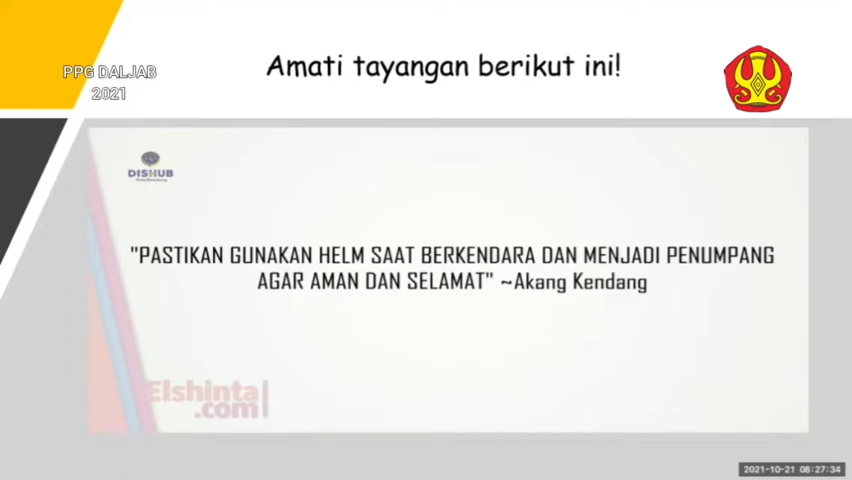 PPG DALJAB
2021
Amati tayangan berikut ini!
DISHUB
"PASTIKAN GUNAKAN HELM SAAT BERKENDARA DAN MENJADI PENUMPANG
AGAR AMAN DAN SELAMAT" ~Akang Kendang
Elshinta
.com
2021-10-21 08:27:34